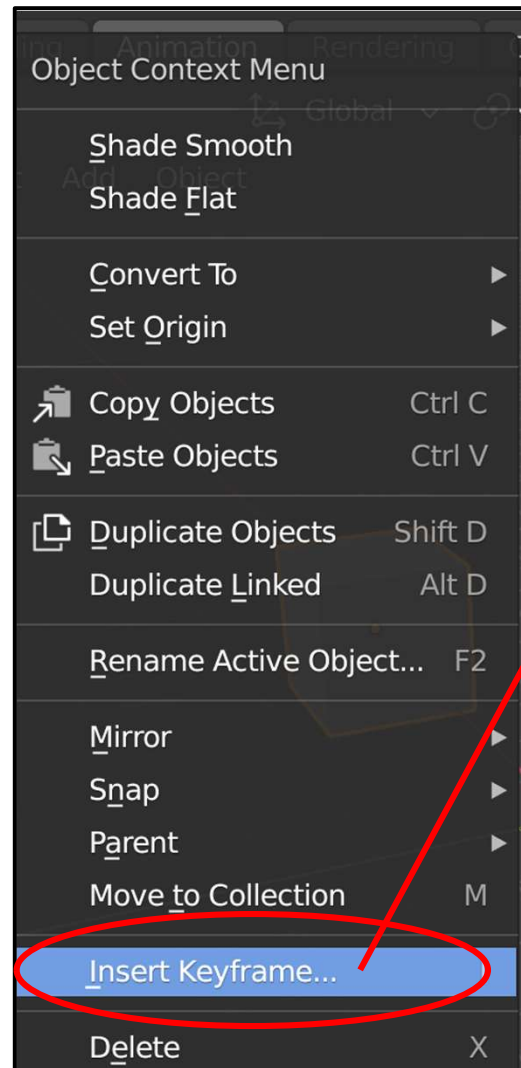 Animation Rendering
Object Context Menu
Global
Shade Smooth
Add Object
Shade Flat
Convert To
Set Origin
Copy Objects Ctrl C
Paste Objects Ctrl V
Duplicate Objects Shift D
Duplicate Linked Alt D
Rename Active Object... F2
Mirror
Snap
Parent
Move to Collection M
Insert Keyframe...
Delete X